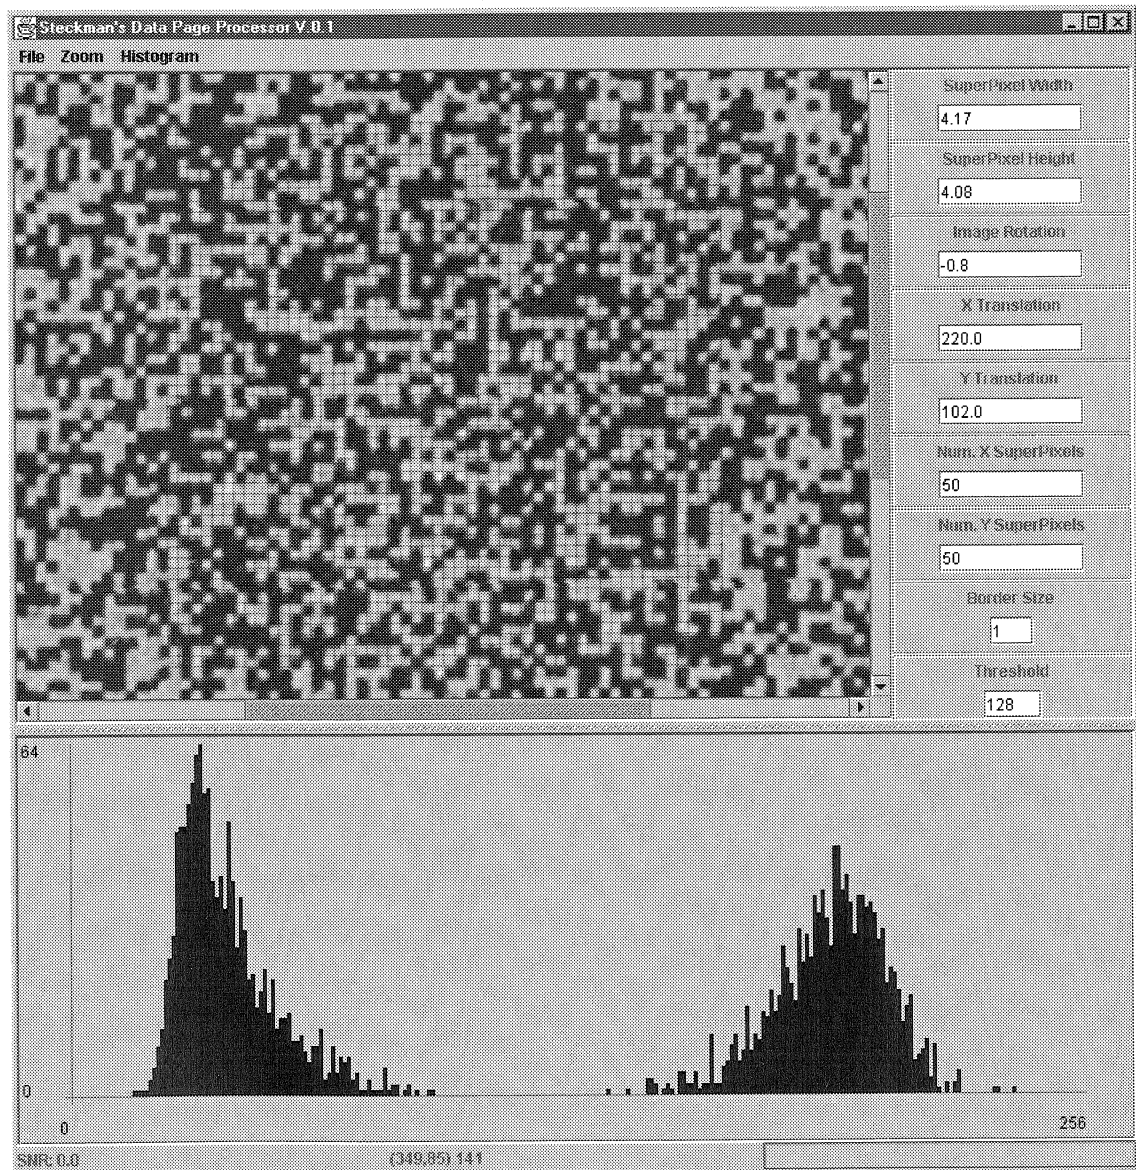 Steckman's Data Page Processor V.0.1
File Zoom Histogram
SuperPixel Width
4.17
SuperPixel Height
4.08
Image Rotation
-0.8
X Translation
220.0
Y Translation
102.0
Num. X SuperPixels
50
Num. Y SuperPixels
50
Border Size
1
Threshold
128
64
0
0
256
SNR: 0.0
(349,85) 141